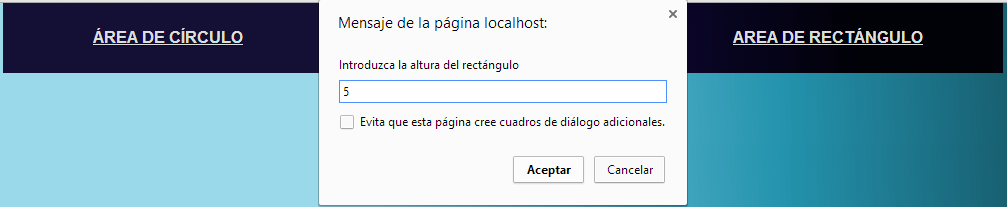 ÁREA DE CÍRCULO
Mensaje de la página localhost:
×
AREA DE RECTÁNGULO
Introduzca la altura del rectángulo
5
Evita que esta página cree cuadros de diálogo adicionales.
Aceptar
Cancelar